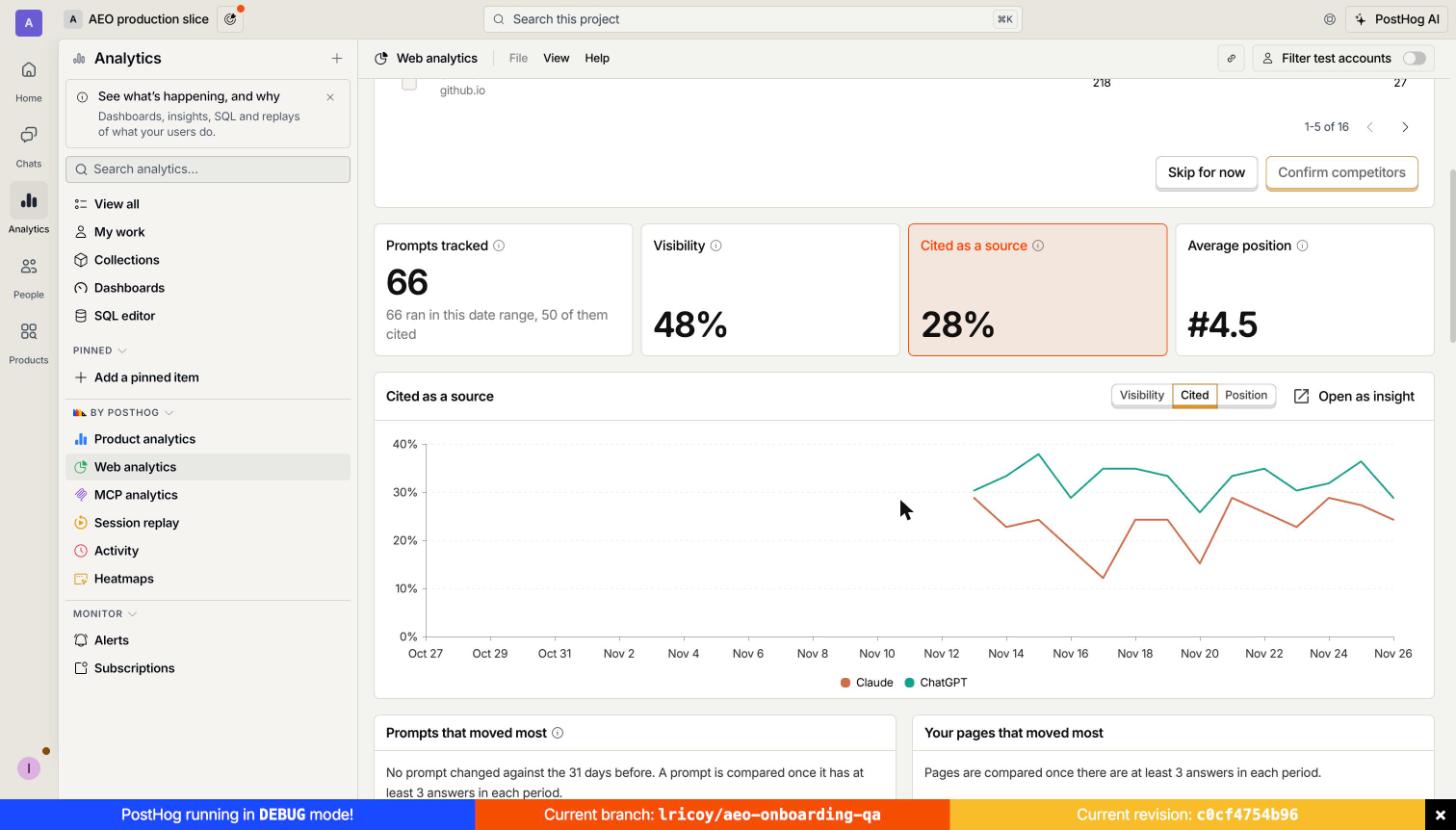 A
A AEO production slice
Search this project
⌘K
PostHog AI
Home
Chats
Analytics
People
Products
I
Analytics
See what's happening, and why
Dashboards, insights, SQL and replays
of what your users do.
Search analytics...
View all
My work
Collections
Dashboards
SQL editor
PINNED
Add a pinned item
BY POSTHOG
Product analytics
Web analytics
MCP analytics
Session replay
Activity
Heatmaps
MONITOR
Alerts
Subscriptions
Web analytics
File View Help
Filter test accounts
github.io
218 27
1-5 of 16
Skip for now
Confirm competitors
Prompts tracked
66
66 ran in this date range, 50 of them
cited
Visibility
48%
Cited as a source
28%
Average position
#4.5
Cited as a source
Visibility Cited Position
Open as insight
40%
30%
20%
10%
0%
Oct 27 Oct 29 Oct 31 Nov 2 Nov 4 Nov 6 Nov 8 Nov 10 Nov 12 Nov 14 Nov 16 Nov 18 Nov 20 Nov 22 Nov 24 Nov 26
Claude ChatGPT
Prompts that moved most
No prompt changed against the 31 days before. A prompt is compared once it has at
least 3 answers in each period.
Your pages that moved most
Pages are compared once there are at least 3 answers in each period.
PostHog running in DEBUG mode!
Current branch: lricoy/aeo-onboarding-qa
Current revision: c0cf4754b96